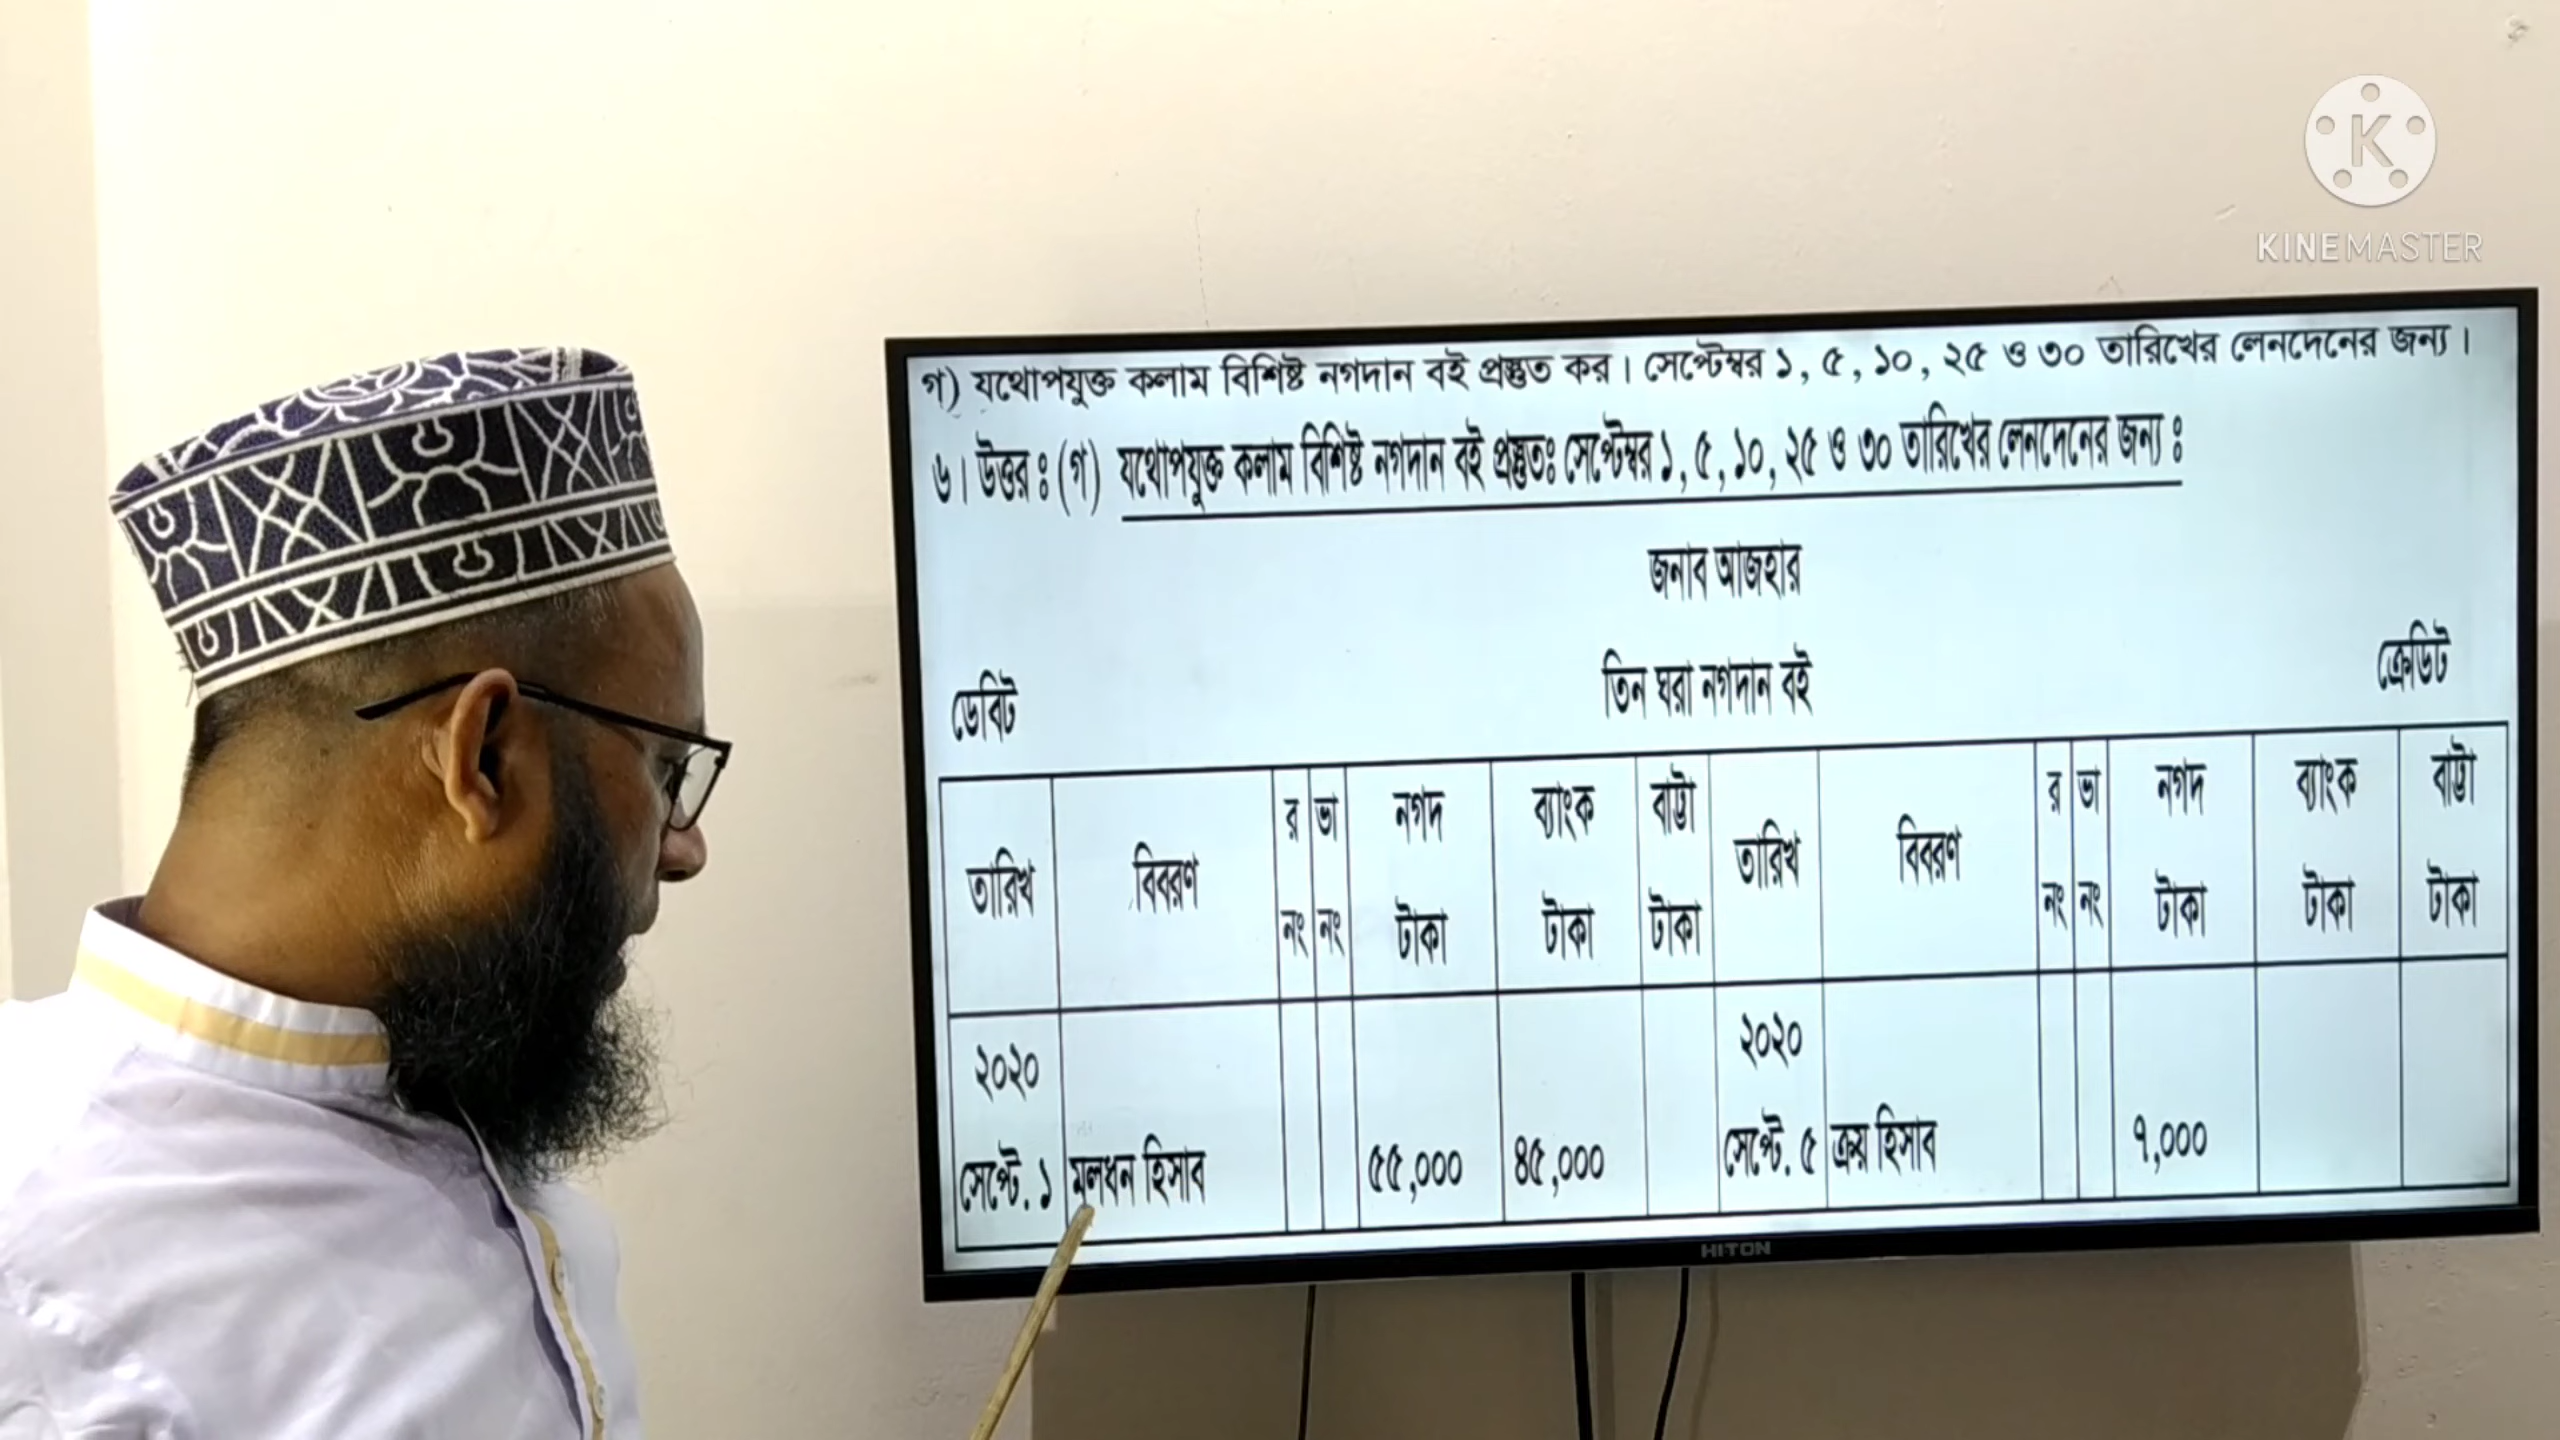 KINEMASTER
গ) যথোপযুক্ত কলাম বিশিষ্ট নগদান বই প্রস্তুত কর। সেপ্টেম্বর ১, ৫, ১০, ২৫ ও ৩০ তারিখের লেনদেনের জন্য।
৬। উত্তর ঃ (গ) যথোপযুক্ত কলাম বিশিষ্ট নগদান বই প্রস্তুতঃ সেপ্টেম্বর ১, ৫, ১০, ২৫ ও ৩০ তারিখের লেনদেনের জন্য ঃ
জনাব আজহার
তিন ঘরা নগদান বই
ডেবিট ক্রেডিট
তারিখ বিবরণ র নং ভা নং নগদ টাকা ব্যাংক টাকা বাট্টা টাকা তারিখ বিবরণ র নং ভা নং নগদ টাকা ব্যাংক টাকা বাট্টা টাকা
২০২০ ২০২০
সেপ্টে. ১ মূলধন হিসাব ৫৫,০০০ ৪৫,০০০ সেপ্টে. ৫ ক্রয় হিসাব ৭,০০০
HITON